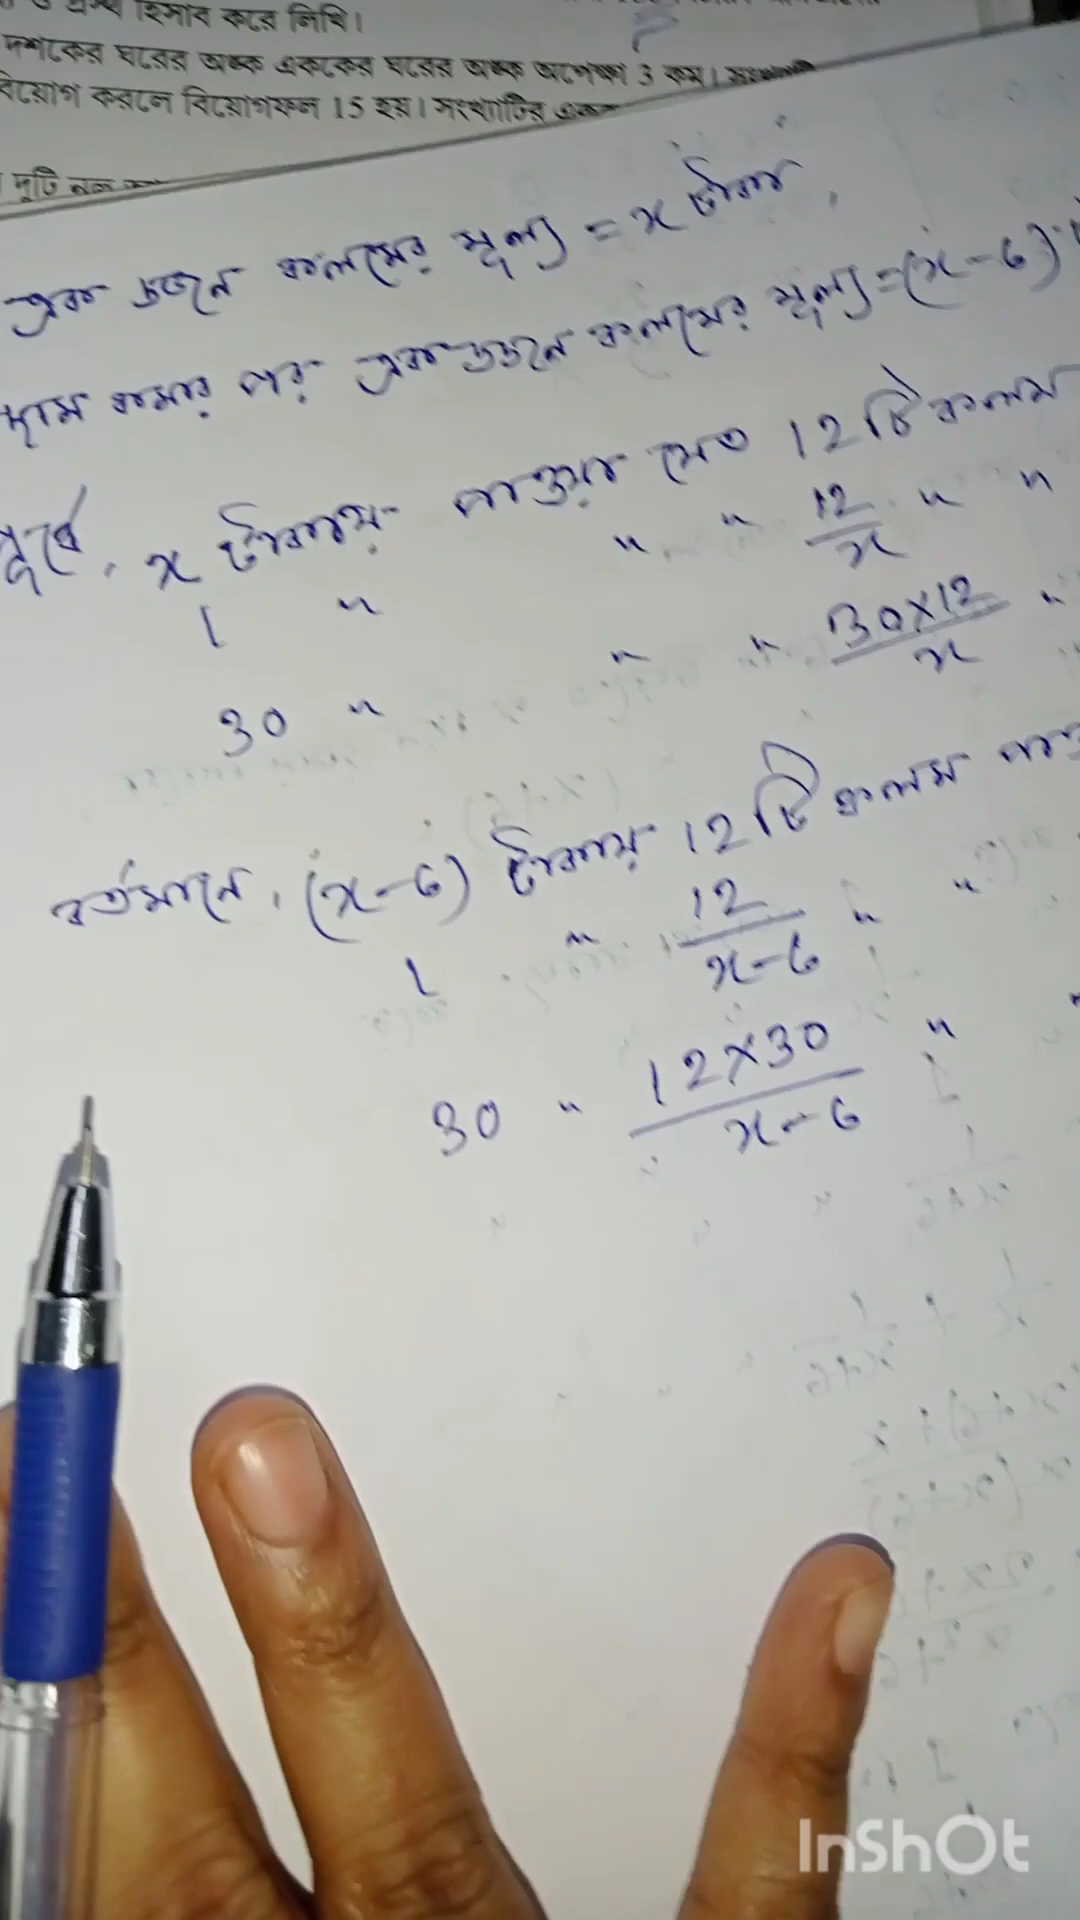 ও প্রস্থ হিসাব করে লিখি।
দশকের ঘরের অঙ্ক এককের ঘরের অঙ্ক অপেক্ষা 3 কম।
বিয়োগ করলে বিয়োগফল 15 হয়। সংখ্যাটির
দুটি নল
এক ডজন কলমের মূল্য = x টাকা,
দাম কমার পর এক ডজন কলমের মূল্য = (x-6)
পূর্বে, x টাকায় পাওয়া যেত 12 টি কলম
1 " " " 12/x " "
30 " " " 30×12/x "
বর্তমানে, (x-6) টাকায় 12 টি কলম
1 " 12/x-6 " "
30 " 12×30/x-6 " "
InShOt